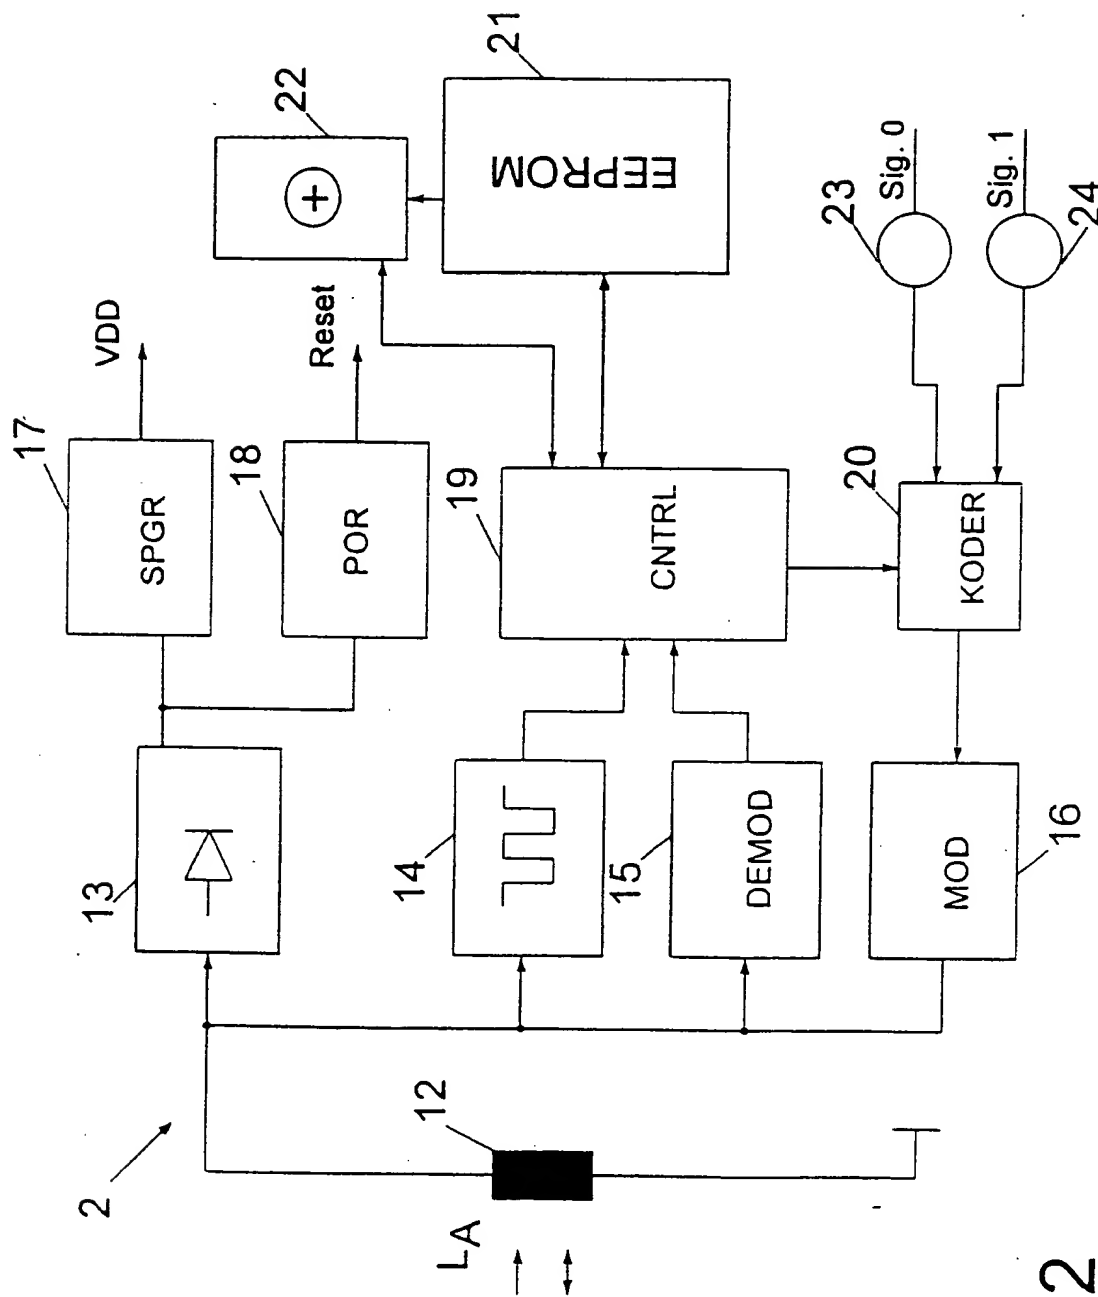 2
L_A
12
13
14
15
DEMOD
MOD
16
17
SPGR
VDD
18
POR
Reset
19
CNTRL
20
KODER
22
+
21
EEPROM
23
Sig. 0
Sig. 1
24
2